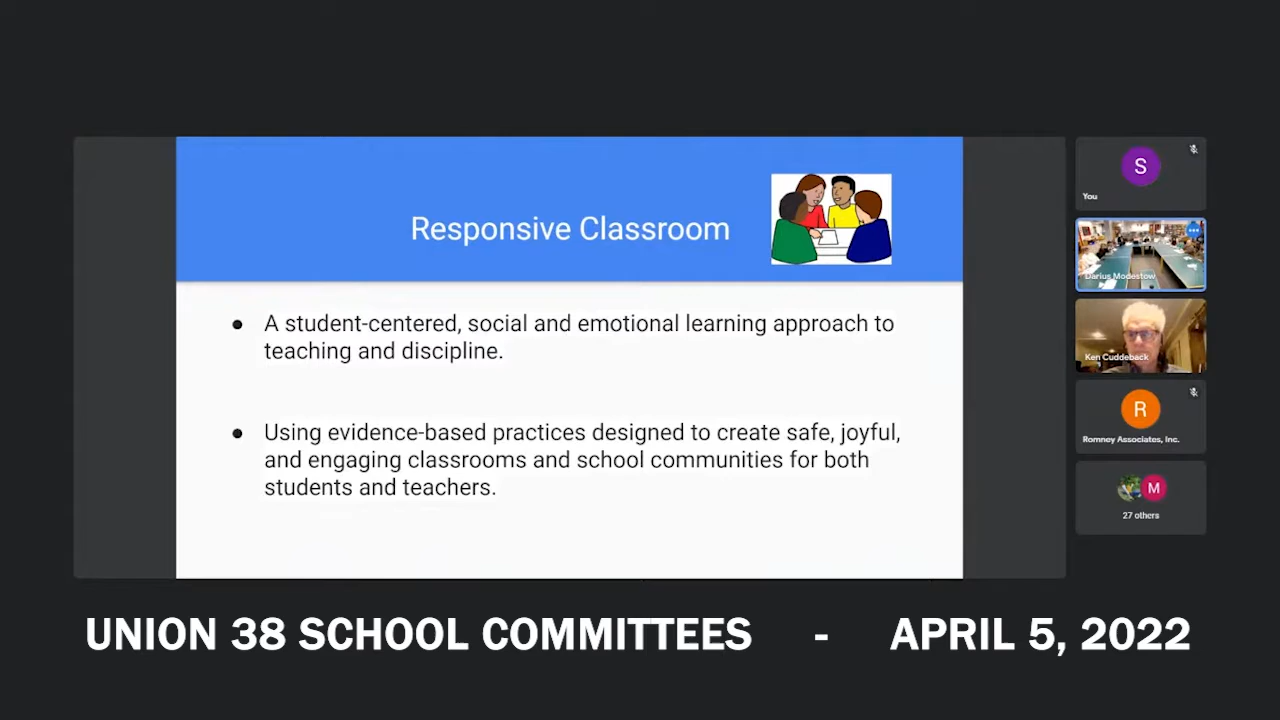 Responsive Classroom
● A student-centered, social and emotional learning approach to
teaching and discipline.
● Using evidence-based practices designed to create safe, joyful,
and engaging classrooms and school communities for both
students and teachers.
S
You
Darius Modestow
Ken Cuddeback
R
Romney Associates, Inc.
M
27 others
UNION 38 SCHOOL COMMITTEES - APRIL 5, 2022